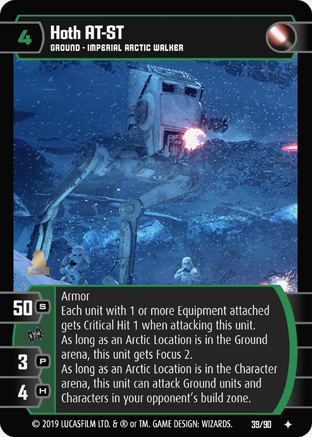 4
Hoth AT-ST
GROUND - IMPERIAL ARCTIC WALKER
50 S
3 P
4 H
Armor
Each unit with 1 or more Equipment attached
gets Critical Hit 1 when attacking this unit.
As long as an Arctic Location is in the Ground
arena, this unit gets Focus 2.
As long as an Arctic Location is in the Character
arena, this unit can attack Ground units and
Characters in your opponent's build zone.
© 2019 LUCASFILM LTD. & ® or TM. GAME DESIGN: WIZARDS. 39/90